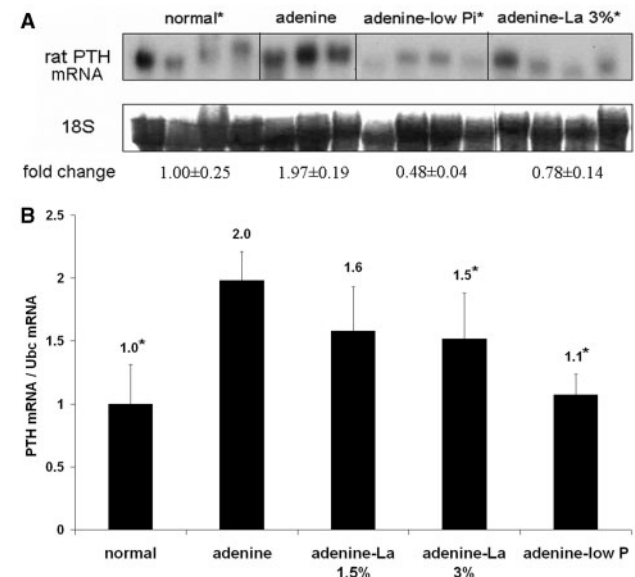 A
normal* adenine adenine-low Pi* adenine-La 3%*
rat PTH
mRNA
18S
fold change 1.00±0.25 1.97±0.19 0.48±0.04 0.78±0.14
B
PTH mRNA / Ubc mRNA
2.5
2
1.5
1
0.5
0
1.0*
2.0
1.6
1.5*
1.1*
normal adenine adenine-La adenine-La adenine-low P
1.5% 3%